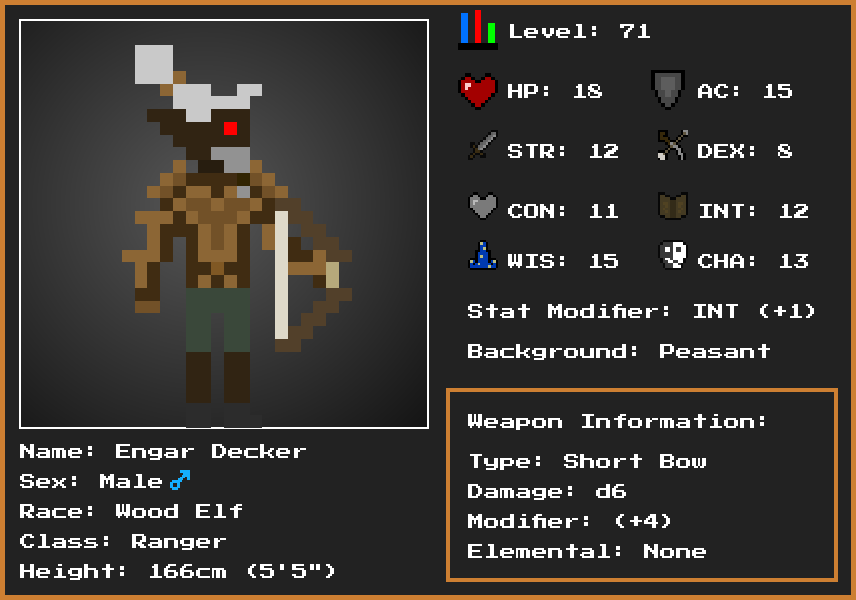 Level: 71
HP: 18 AC: 15
STR: 12 DEX: 8
CON: 11 INT: 12
WIS: 15 CHA: 13
Stat Modifier: INT (+1)
Background: Peasant
Weapon Information:
Type: Short Bow
Damage: d6
Modifier: (+4)
Elemental: None
Name: Engar Decker
Sex: Male♂
Race: Wood Elf
Class: Ranger
Height: 166cm (5'5")